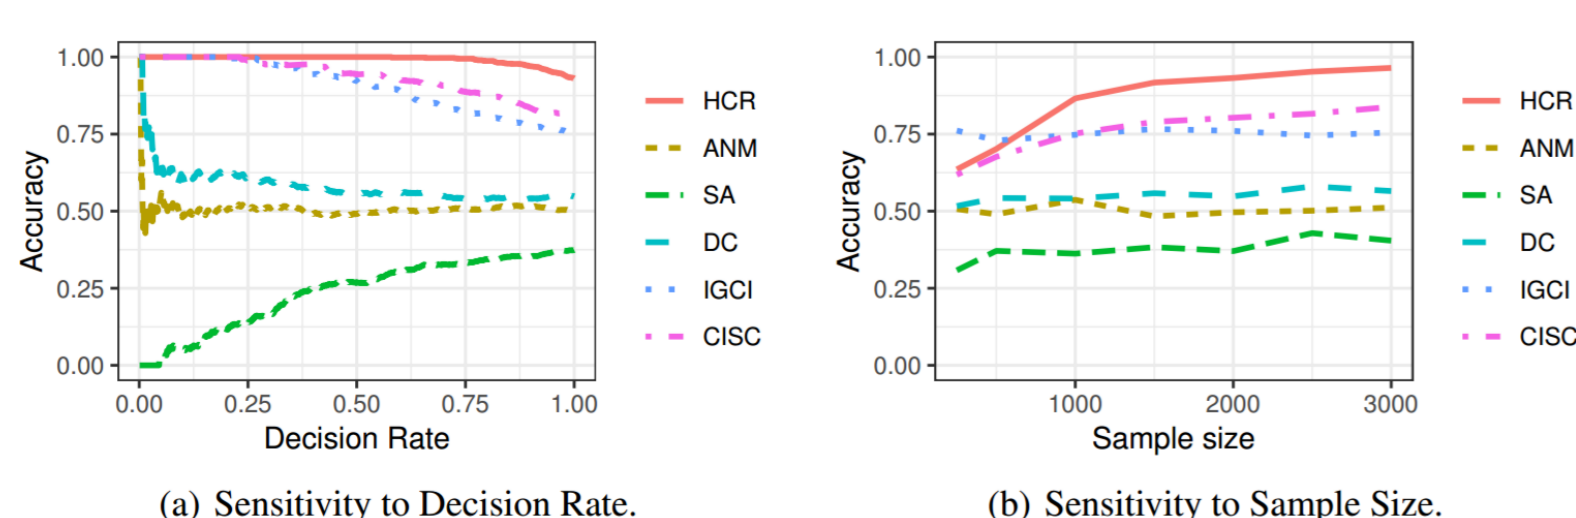 Accuracy
1.00
0.75
0.50
0.25
0.00
0.00 0.25 0.50 0.75 1.00
Decision Rate
HCR
ANM
SA
DC
IGCI
CISC
(a) Sensitivity to Decision Rate.
Accuracy
1.00
0.75
0.50
0.25
0.00
1000 2000 3000
Sample size
HCR
ANM
SA
DC
IGCI
CISC
(b) Sensitivity to Sample Size.